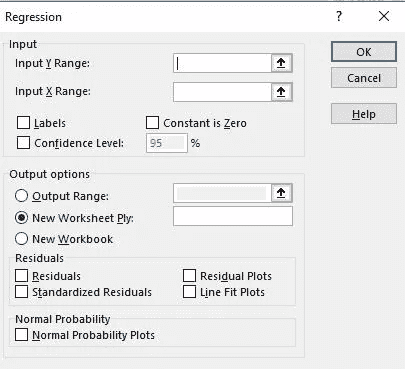 Regression ? ×
Input
Input Y Range:
Input X Range:
Labels Constant is Zero
Confidence Level: 95 %
OK
Cancel
Help
Output options
Output Range:
New Worksheet Ply:
New Workbook
Residuals
Residuals Residual Plots
Standardized Residuals Line Fit Plots
Normal Probability
Normal Probability Plots